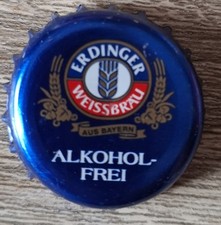 ERDINGER
WEISSBRÄU
AUS BAYERN
ALKOHOL-
FREI